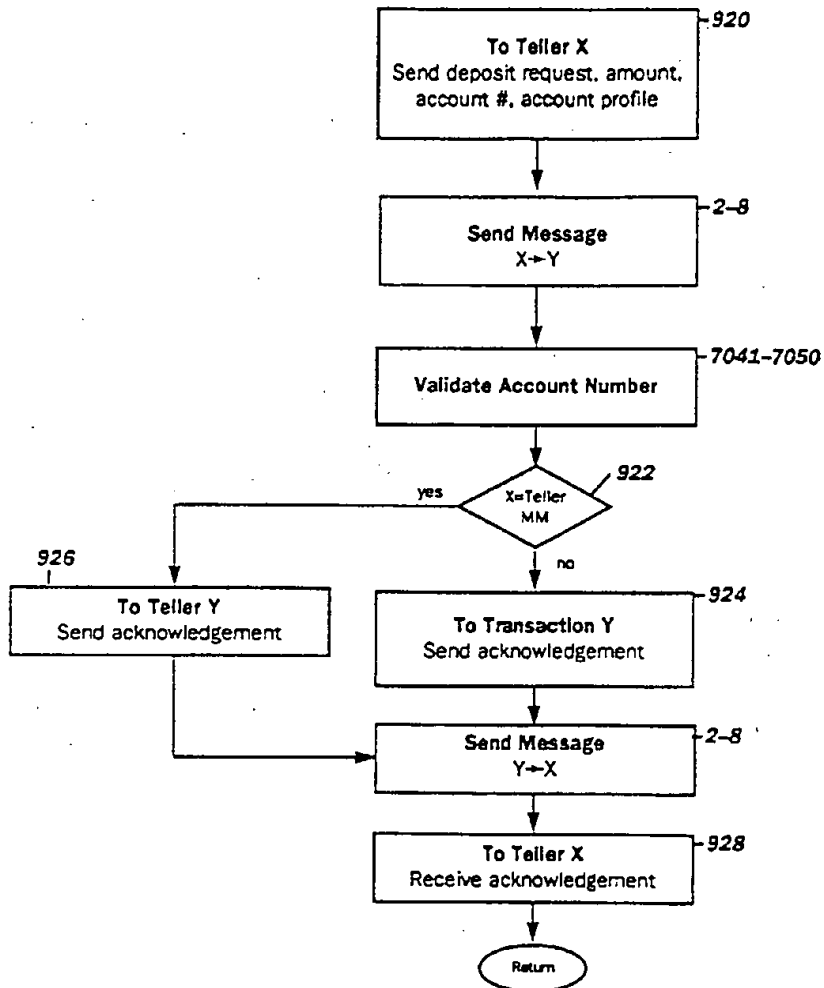 920
To Teller X
Send deposit request, amount,
account #, account profile
2-8
Send Message
X→Y
7041-7050
Validate Account Number
922
yes
X=Teller
MM
no
926
To Teller Y
Send acknowledgement
924
To Transaction Y
Send acknowledgement
2-8
Send Message
Y→X
928
To Teller X
Receive acknowledgement
Return